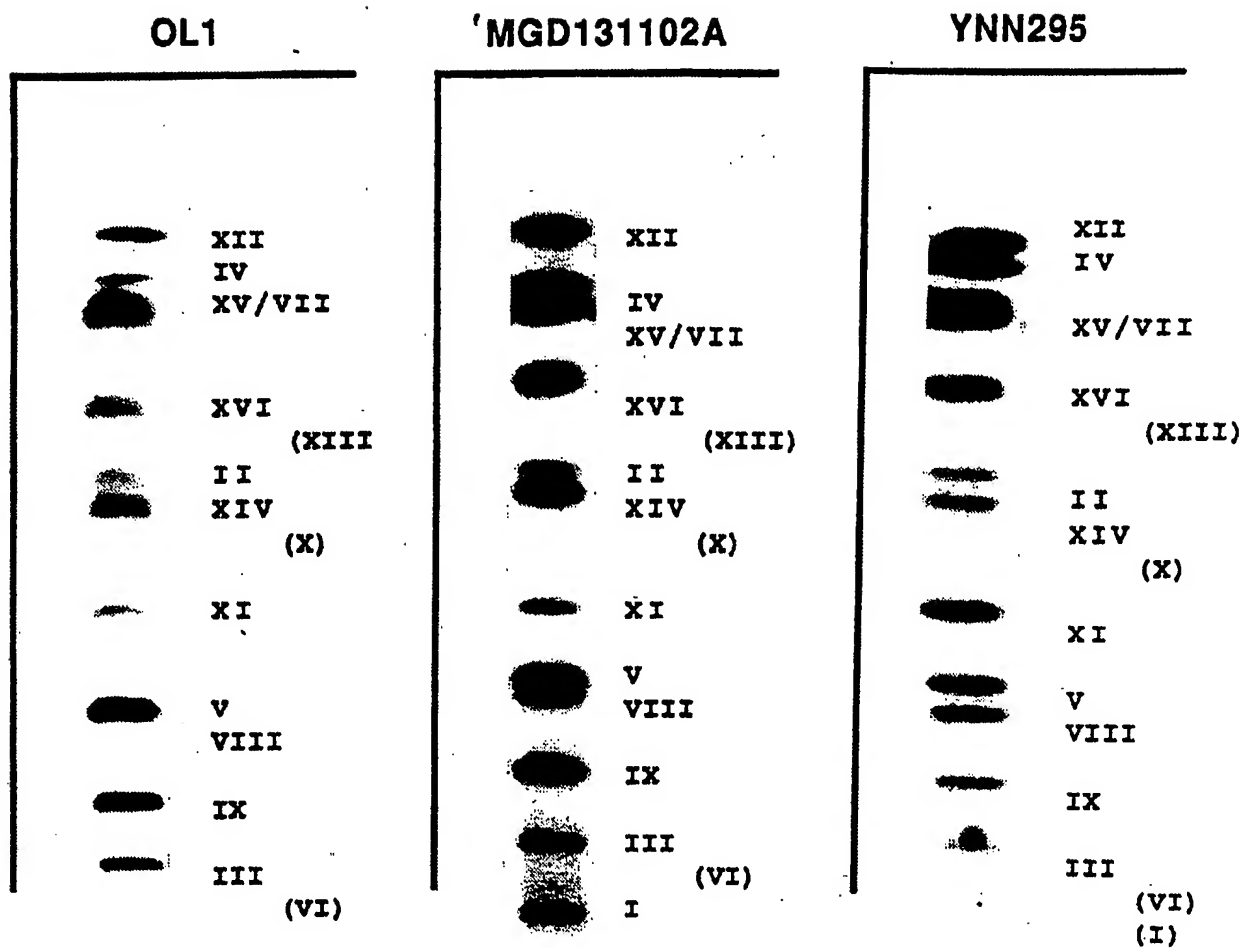 OL1
XII
IV
XV/VII
XVI
(XIII
II
XIV
(X)
XI
V
VIII
IX
III
(VI)
'MGD131102A
XII
IV
XV/VII
XVI
(XIII)
II
XIV
(X)
XI
V
VIII
IX
III
(VI)
I
YNN295
XII
IV
XV/VII
XVI
(XIII)
II
XIV
(X)
XI
V
VIII
IX
III
(VI)
(I)